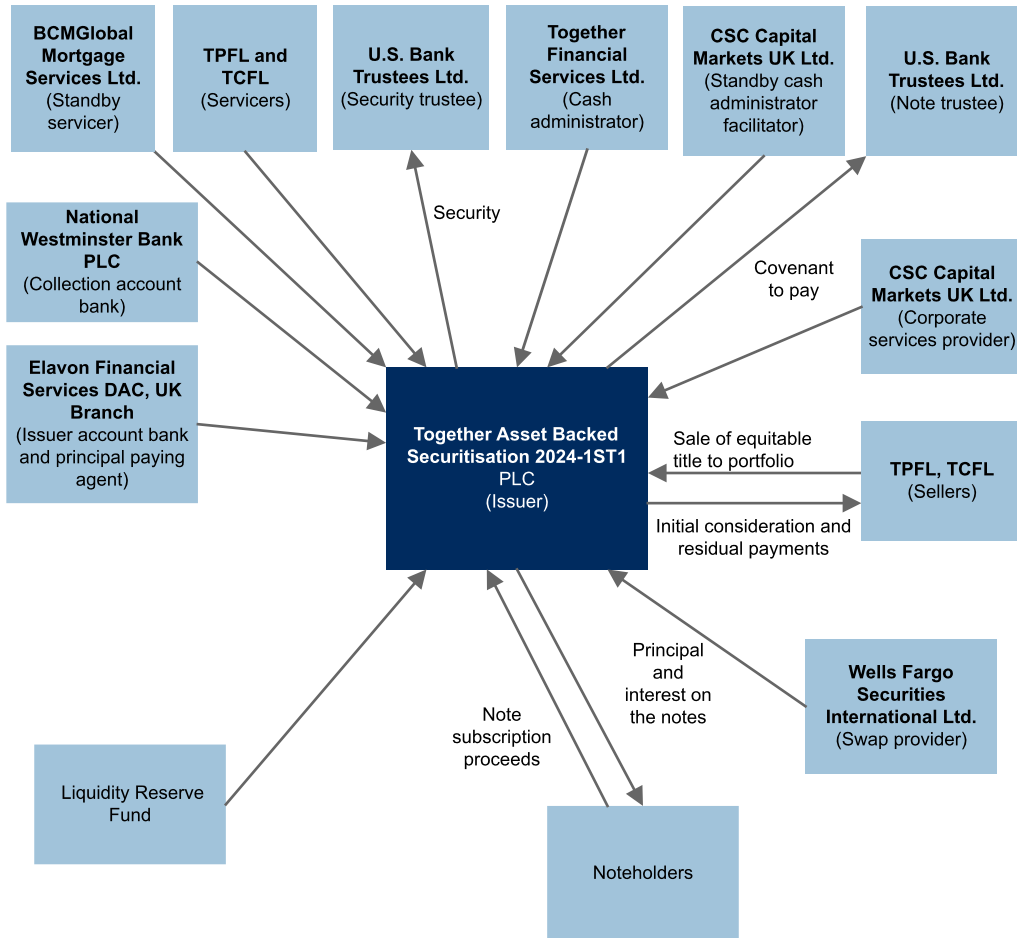 BCMGlobal
Mortgage
Services Ltd.
(Standby
servicer)
TPFL and
TCFL
(Servicers)
U.S. Bank
Trustees Ltd.
(Security trustee)
Together
Financial
Services Ltd.
(Cash
administrator)
CSC Capital
Markets UK Ltd.
(Standby cash
administrator
facilitator)
U.S. Bank
Trustees Ltd.
(Note trustee)
Security
National
Westminster Bank
PLC
(Collection account
bank)
Covenant
to pay
CSC Capital
Markets UK Ltd.
(Corporate
services provider)
Elavon Financial
Services DAC, UK
Branch
(Issuer account bank
and principal paying
agent)
Together Asset Backed
Securitisation 2024-1ST1
PLC
(Issuer)
Sale of equitable
title to portfolio
TPFL, TCFL
(Sellers)
Initial consideration and
residual payments
Principal
and
interest on
the notes
Wells Fargo
Securities
International Ltd.
(Swap provider)
Note
subscription
proceeds
Liquidity Reserve
Fund
Noteholders